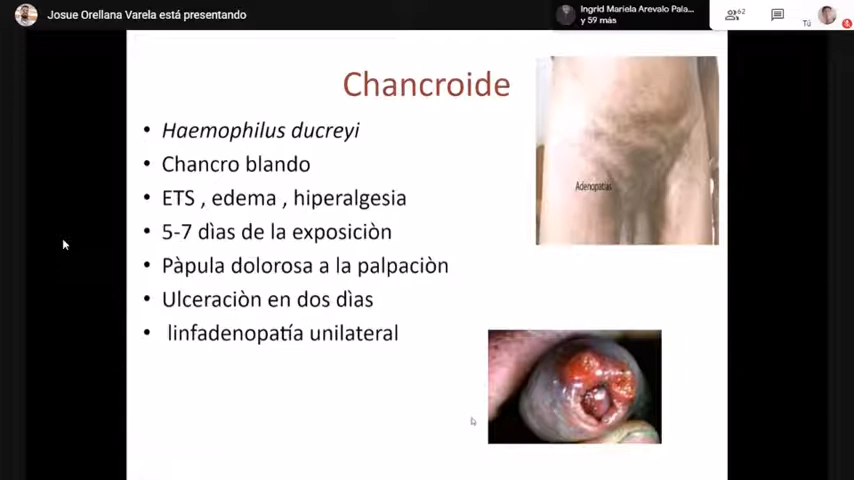 Josue Orellana Varela está presentando
Ingrid Mariela Arevalo Pala...
y 59 más
62
Tú
Chancroide
Adenopatias
• Haemophilus ducreyi
• Chancro blando
• ETS , edema , hiperalgesia
• 5-7 dìas de la exposiciòn
• Pàpula dolorosa a la palpaciòn
• Ulceraciòn en dos dìas
• linfadenopatía unilateral